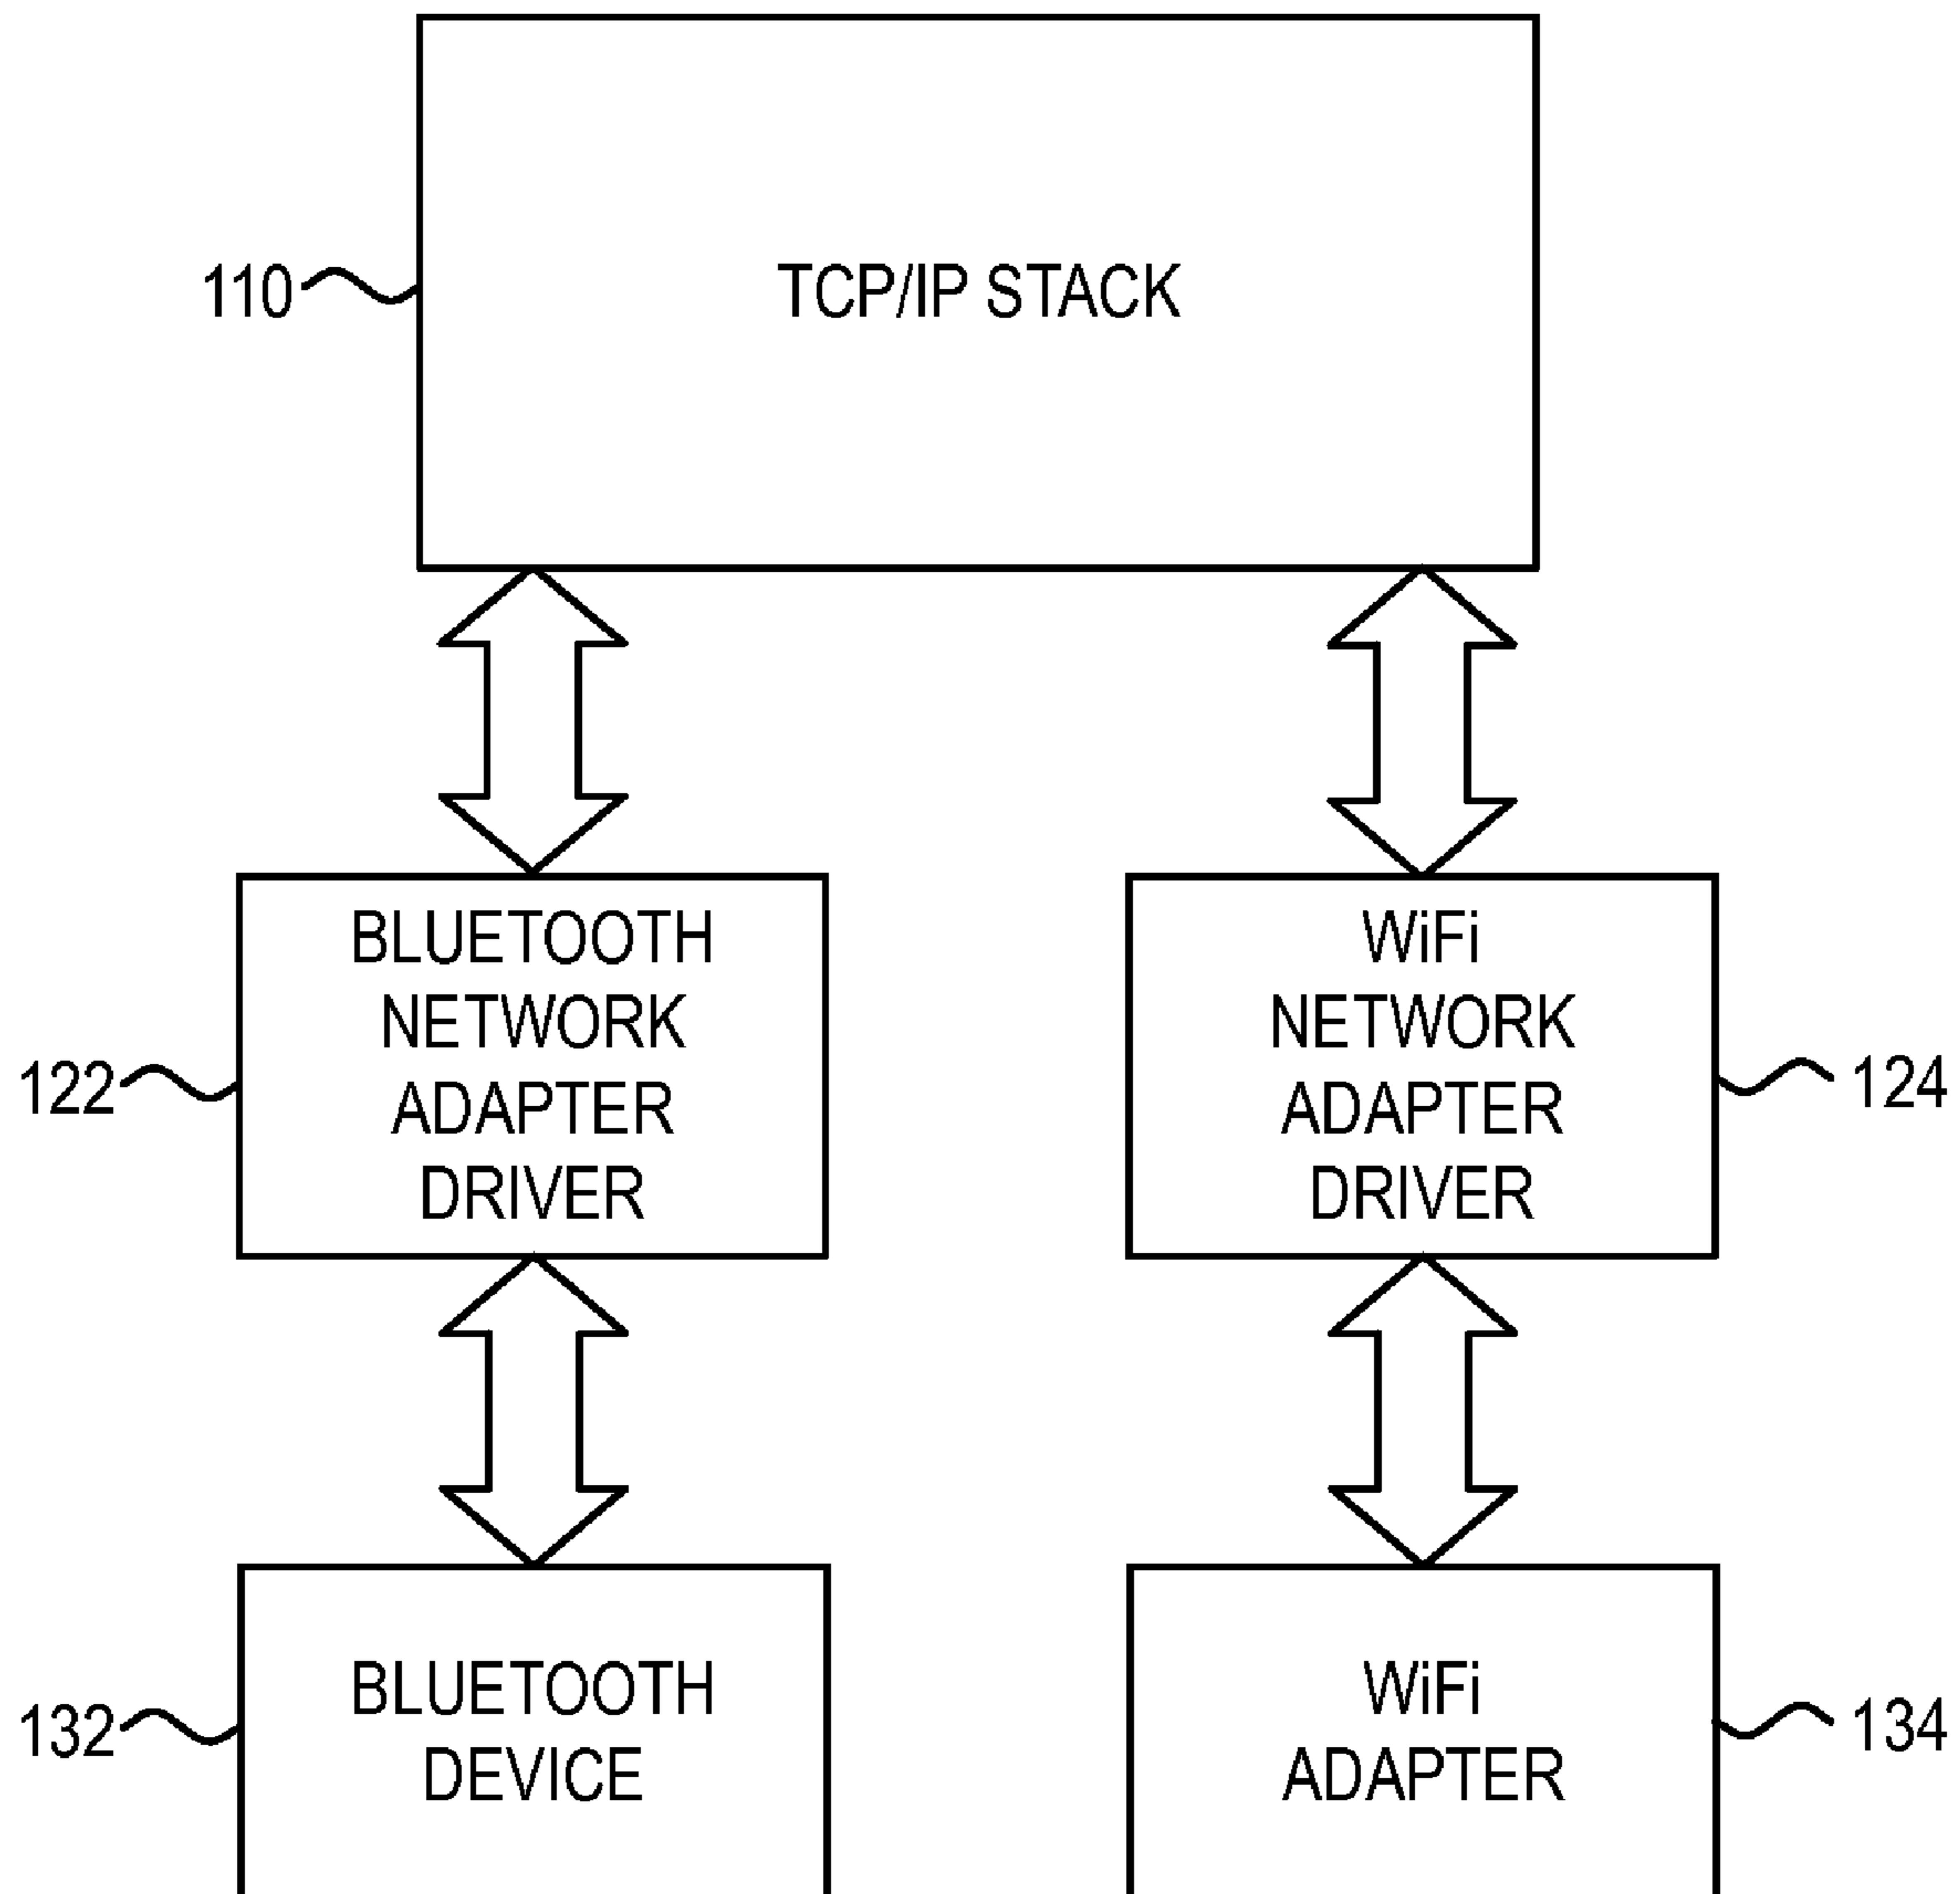 110
TCP/IP STACK
BLUETOOTH
NETWORK
ADAPTER
DRIVER
122
WiFi
NETWORK
ADAPTER
DRIVER
124
BLUETOOTH
DEVICE
132
WiFi
ADAPTER
134